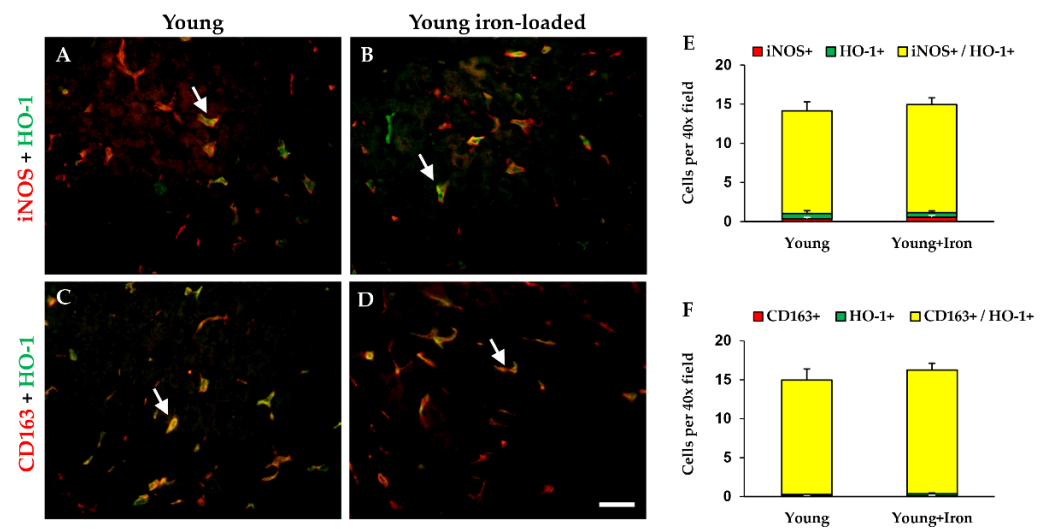 Young
Young iron-loaded
iNOS + HO-1
A
B
CD163 + HO-1
C
D
E
iNOS+ HO-1+ iNOS+ / HO-1+
Cells per 40x field
20
15
10
5
0
Young Young+Iron
F
CD163+ HO-1+ CD163+ / HO-1+
Cells per 40x field
20
15
10
5
0
Young Young+Iron